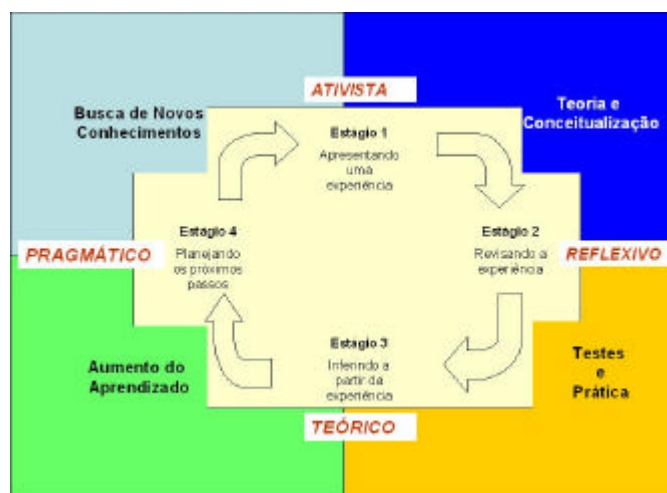 ATIVISTA
Busca de Novos
Conhecimentos
Teoria e
Conceitualização
Estágio 1
Apresentando
uma
experiência
Estágio 4
Planejando
os próximos
passos
Estágio 2
Revisando a
experiência
PRAGMÁTICO
REFLEXIVO
Estágio 3
Inferindo a
partir da
experiência
Aumento do
Aprendizado
Testes
e
Prática
TEÓRICO